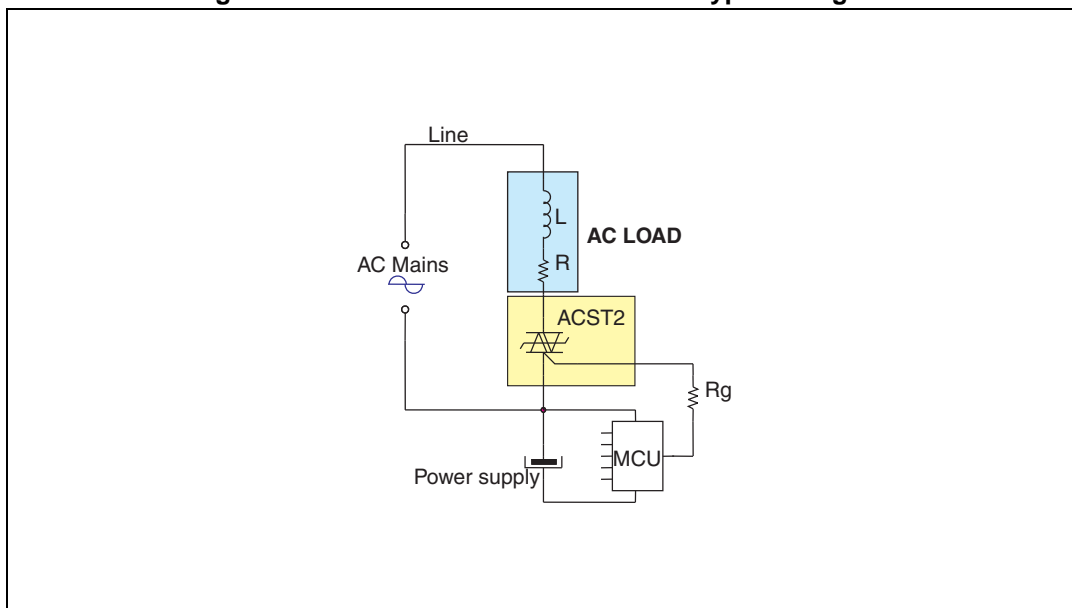 Line
L
AC LOAD
R
AC Mains
ACST2
Rg
MCU
Power supply